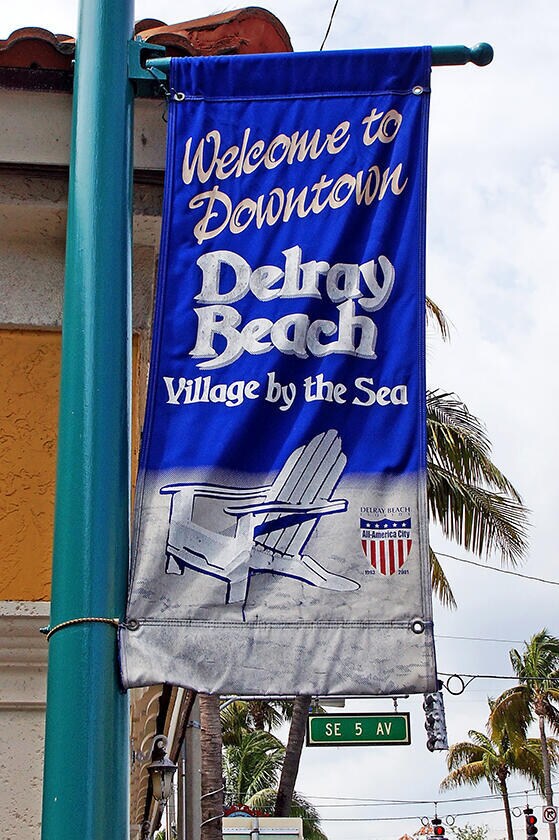 Welcome to
Downtown
Delray
Beach
Village by the Sea
DELRAY BEACH
FLORIDA
All-America City
1993 2001
SE 5 AV